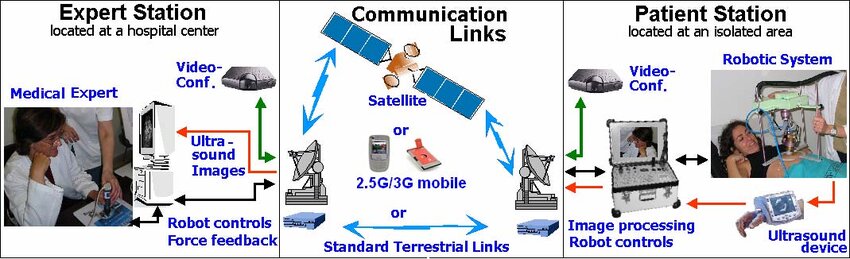 Expert Station
located at a hospital center
Medical Expert
Video-
Conf.
Ultra-
sound
Images
Robot controls
Force feedback
Communication
Links
Satellite
or
2.5G/3G mobile
or
Standard Terrestrial Links
Patient Station
located at an isolated area
Video-
Conf.
Robotic System
Image processing
Robot controls
Ultrasound
device